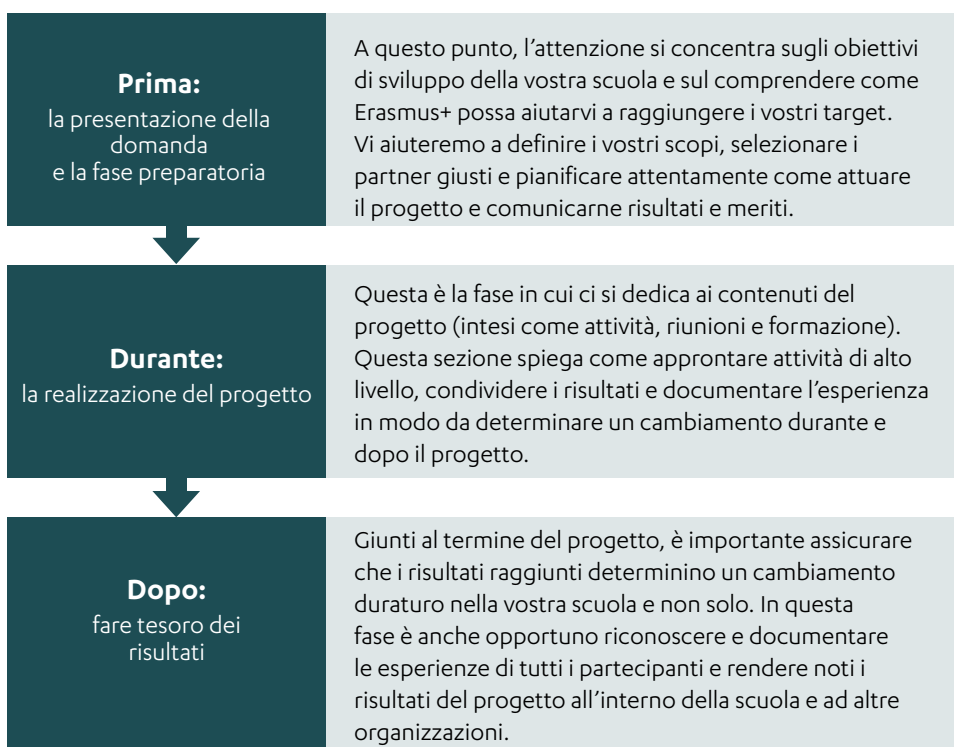 Prima:
la presentazione della
domanda
e la fase preparatoria
A questo punto, l'attenzione si concentra sugli obiettivi
di sviluppo della vostra scuola e sul comprendere come
Erasmus+ possa aiutarvi a raggiungere i vostri target.
Vi aiuteremo a definire i vostri scopi, selezionare i
partner giusti e pianificare attentamente come attuare
il progetto e comunicarne risultati e meriti.
Durante:
la realizzazione del progetto
Questa è la fase in cui ci si dedica ai contenuti del
progetto (intesi come attività, riunioni e formazione).
Questa sezione spiega come approntare attività di alto
livello, condividere i risultati e documentare l'esperienza
in modo da determinare un cambiamento durante e
dopo il progetto.
Dopo:
fare tesoro dei
risultati
Giunti al termine del progetto, è importante assicurare
che i risultati raggiunti determinino un cambiamento
duraturo nella vostra scuola e non solo. In questa
fase è anche opportuno riconoscere e documentare
le esperienze di tutti i partecipanti e rendere noti i
risultati del progetto all'interno della scuola e ad altre
organizzazioni.